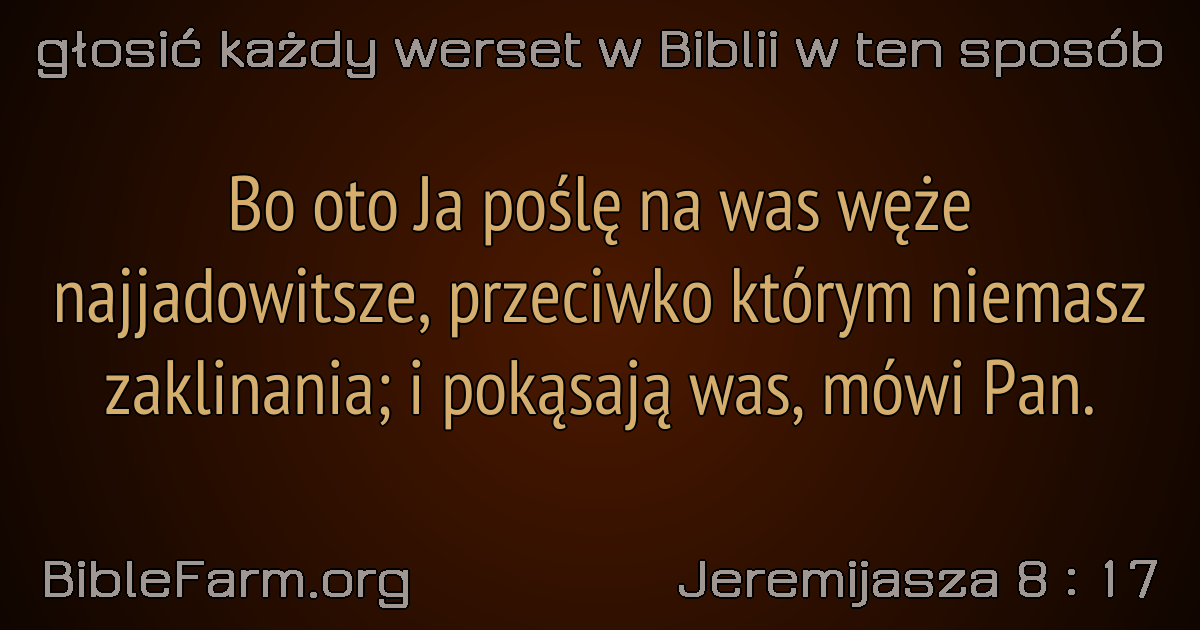 głosić każdy werset w Biblii w ten sposób
Bo oto Ja poślę na was węże
najjadowitsze, przeciwko którym niemasz
zaklinania; i pokąsają was, mówi Pan.
BibleFarm.org
Jeremijasza 8 : 17